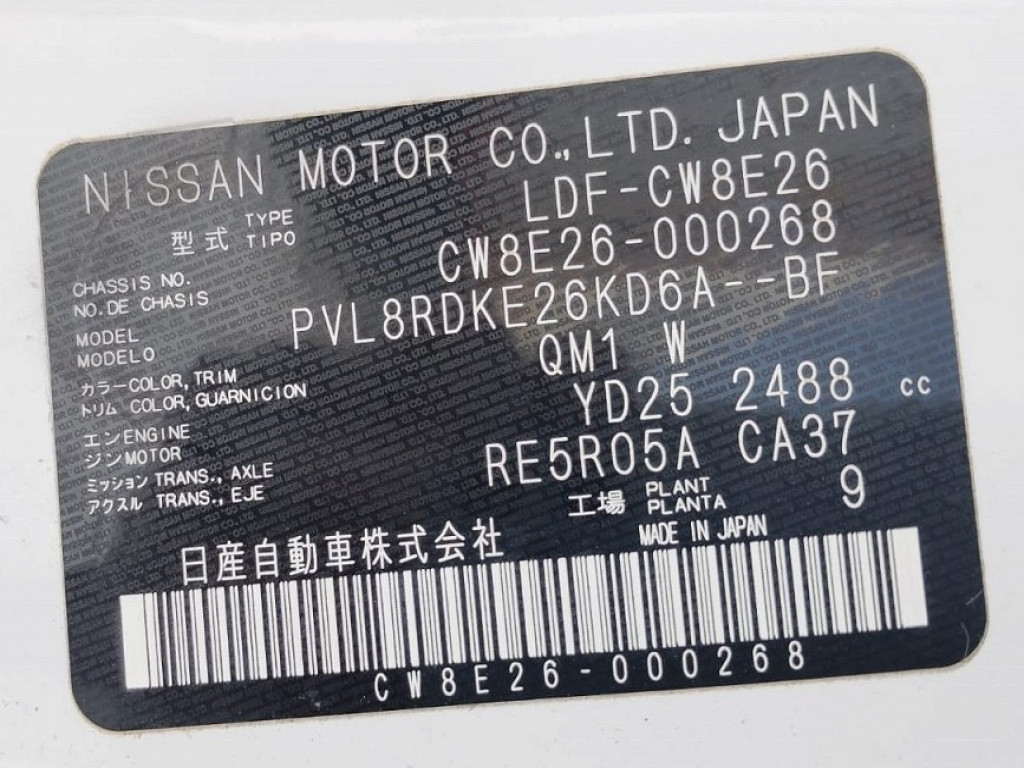 NISSAN MOTOR CO.,LTD. JAPAN
型式 TYPE TIPO LDF-CW8E26
CHASSIS NO.
NO.DE CHASIS CW8E26-000268
MODEL
MODELO PVL8RDKE26KD6A--BF
カラーCOLOR,TRIM
トリム COLOR,GUARNICION QM1 W
エンENGINE
ジンMOTOR YD25 2488 cc
ミッション TRANS., AXLE
アクスル TRANS., EJE RE5R05A CA37
工場 PLANT PLANTA 9
日産自動車株式会社 MADE IN JAPAN
CW8E26-000268